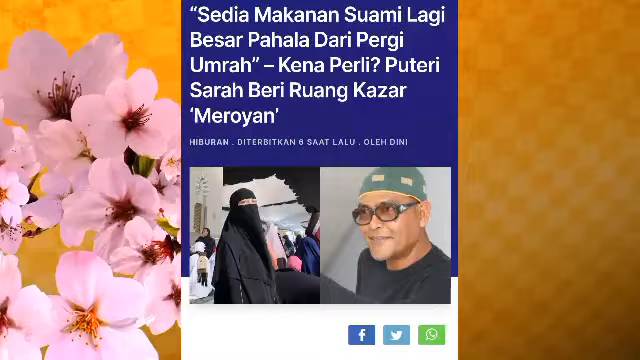 “Sedia Makanan Suami Lagi
Besar Pahala Dari Pergi
Umrah” – Kena Perli? Puteri
Sarah Beri Ruang Kazar
‘Meroyan’
HIBURAN . DITERBITKAN 6 SAAT LALU . OLEH DINI